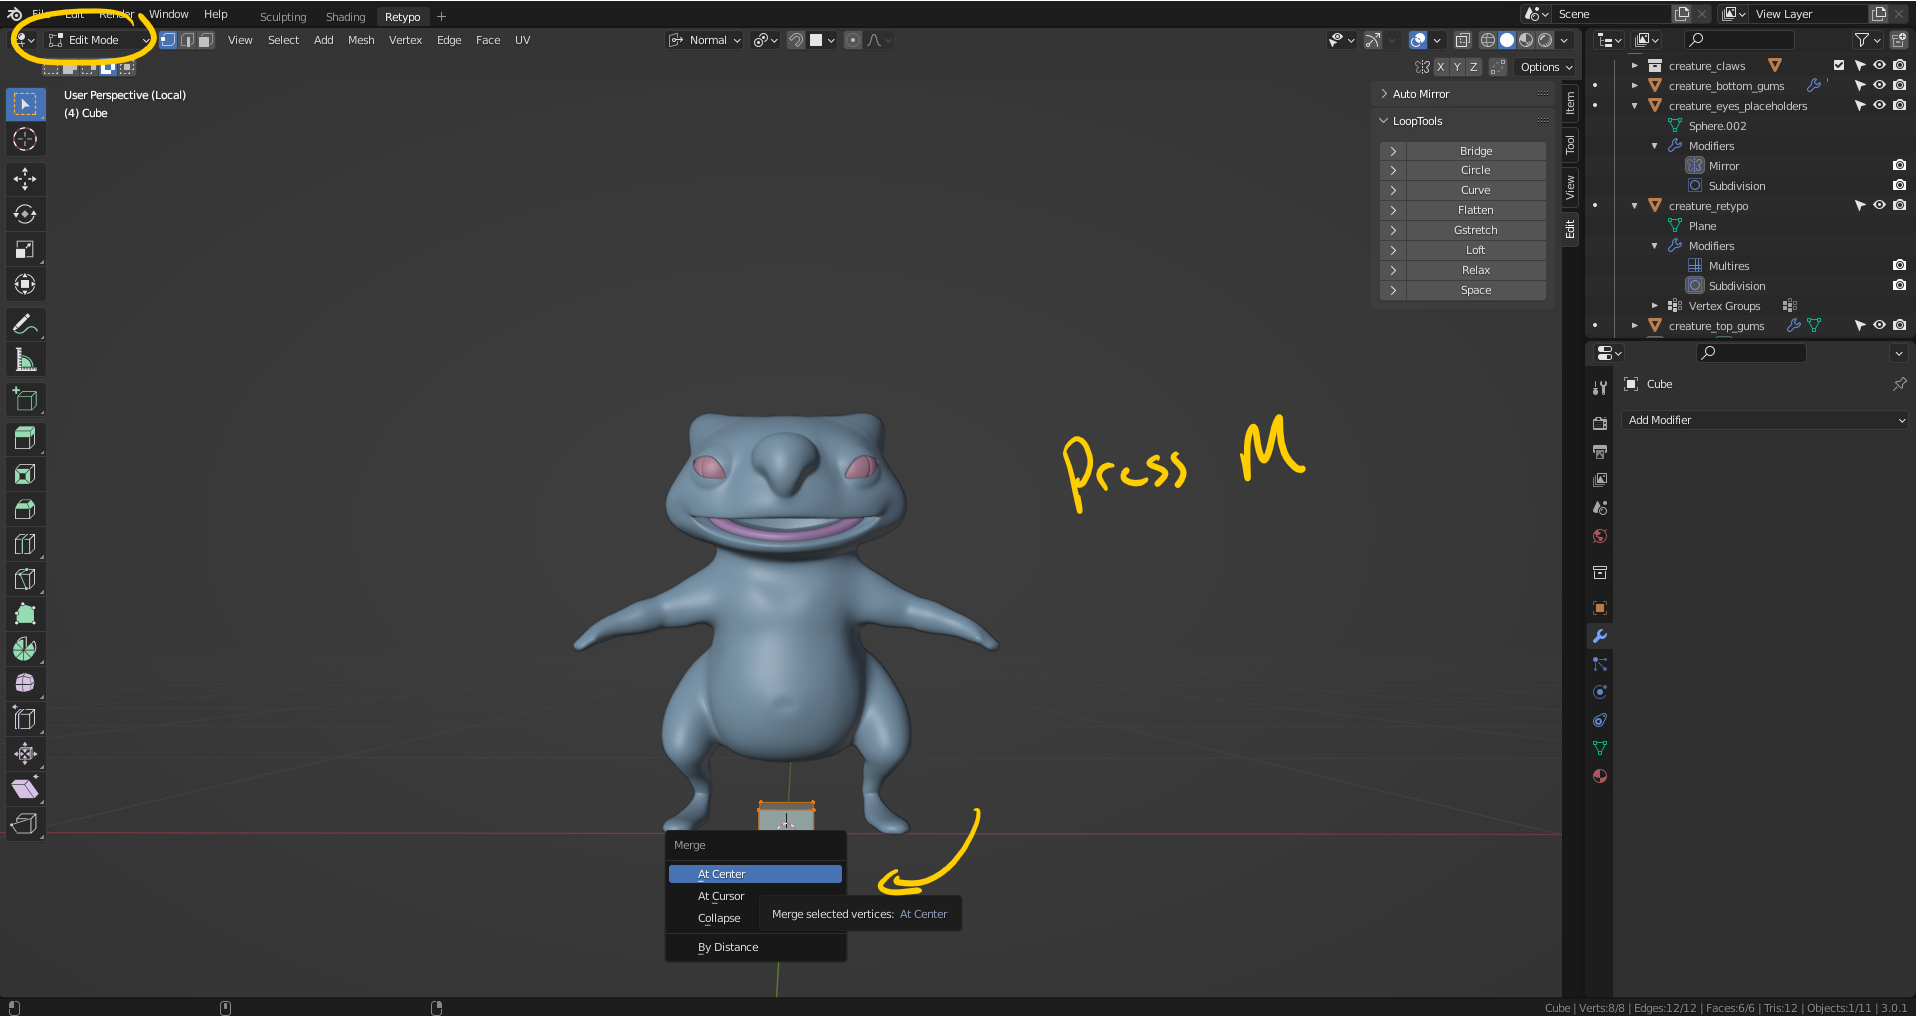 File Edit Render Window Help Sculpting Shading Retypo + Scene View Layer
Edit Mode View Select Add Mesh Vertex Edge Face UV Normal
X Y Z Options
User Perspective (Local)
(4) Cube
Auto Mirror
LoopTools
Bridge
Circle
Curve
Flatten
Gstretch
Loft
Relax
Space
Item
Tool
View
Edit
creature_claws
creature_bottom_gums
creature_eyes_placeholders
Sphere.002
Modifiers
Mirror
Subdivision
creature_retypo
Plane
Modifiers
Multires
Subdivision
Vertex Groups
creature_top_gums
Cube
Add Modifier
Press M
Merge
At Center
At Cursor
Collapse
By Distance
Merge selected vertices: At Center
Cube | Verts:8/8 | Edges:12/12 | Faces:6/6 | Tris:12 | Objects:1/11 | 3.0.1